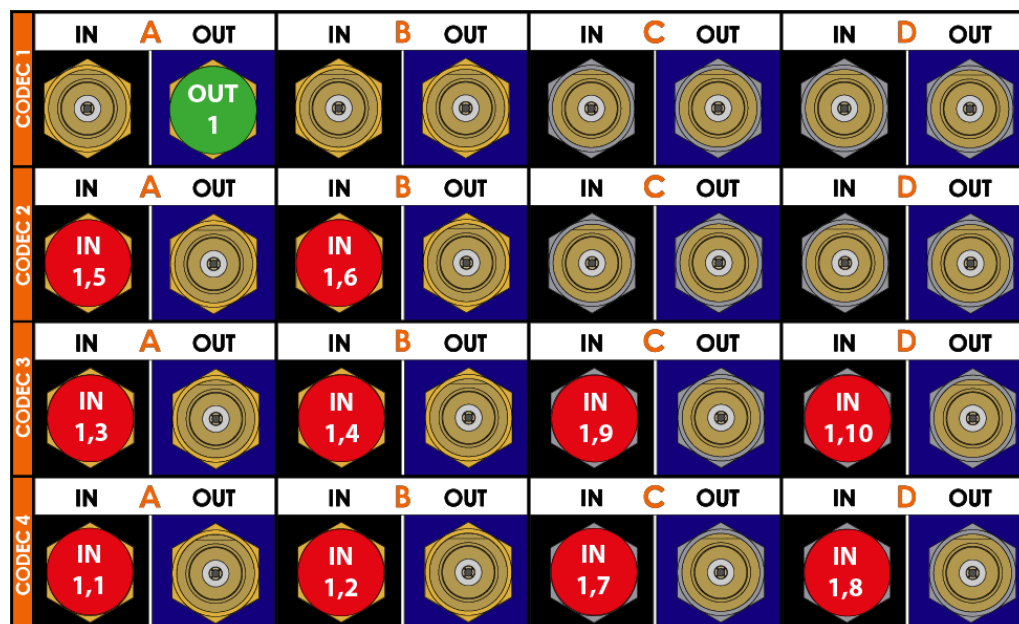 CODEC 1
IN A OUT IN B OUT IN C OUT IN D OUT
OUT
1
CODEC 2
IN A OUT IN B OUT IN C OUT IN D OUT
IN
1,5
IN
1,6
CODEC 3
IN A OUT IN B OUT IN C OUT IN D OUT
IN
1,3
IN
1,4
IN
1,9
IN
1,10
CODEC 4
IN A OUT IN B OUT IN C OUT IN D OUT
IN
1,1
IN
1,2
IN
1,7
IN
1,8